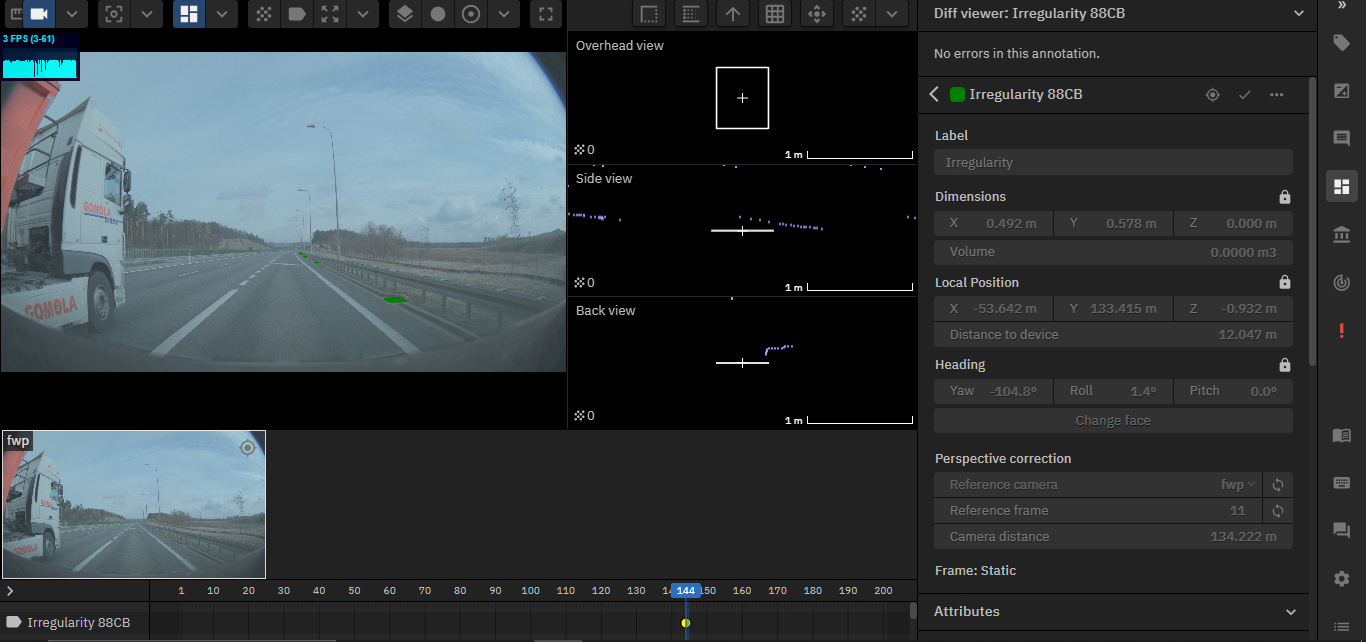 Diff viewer: Irregularity 88CB
3 FPS (3-61)
No errors in this annotation.
Overhead view
0
1 m
Side view
0
1 m
Back view
0
1 m
GOMOLA
trans
GOMOLA
Irregularity 88CB
Label
Irregularity
Dimensions
X 0.492 m Y 0.578 m Z 0.000 m
Volume 0.0000 m3
Local Position
X -53.642 m Y 133.415 m Z -0.932 m
Distance to device 12.047 m
Heading
Yaw -104.8° Roll 1.4° Pitch 0.0°
Change face
Perspective correction
Reference camera fwp
Reference frame 11
Camera distance 134.222 m
Frame: Static
Attributes
fwp
GOMOLA
1 10 20 30 40 50 60 70 80 90 100 110 120 130 144 150 160 170 180 190 200
Irregularity 88CB